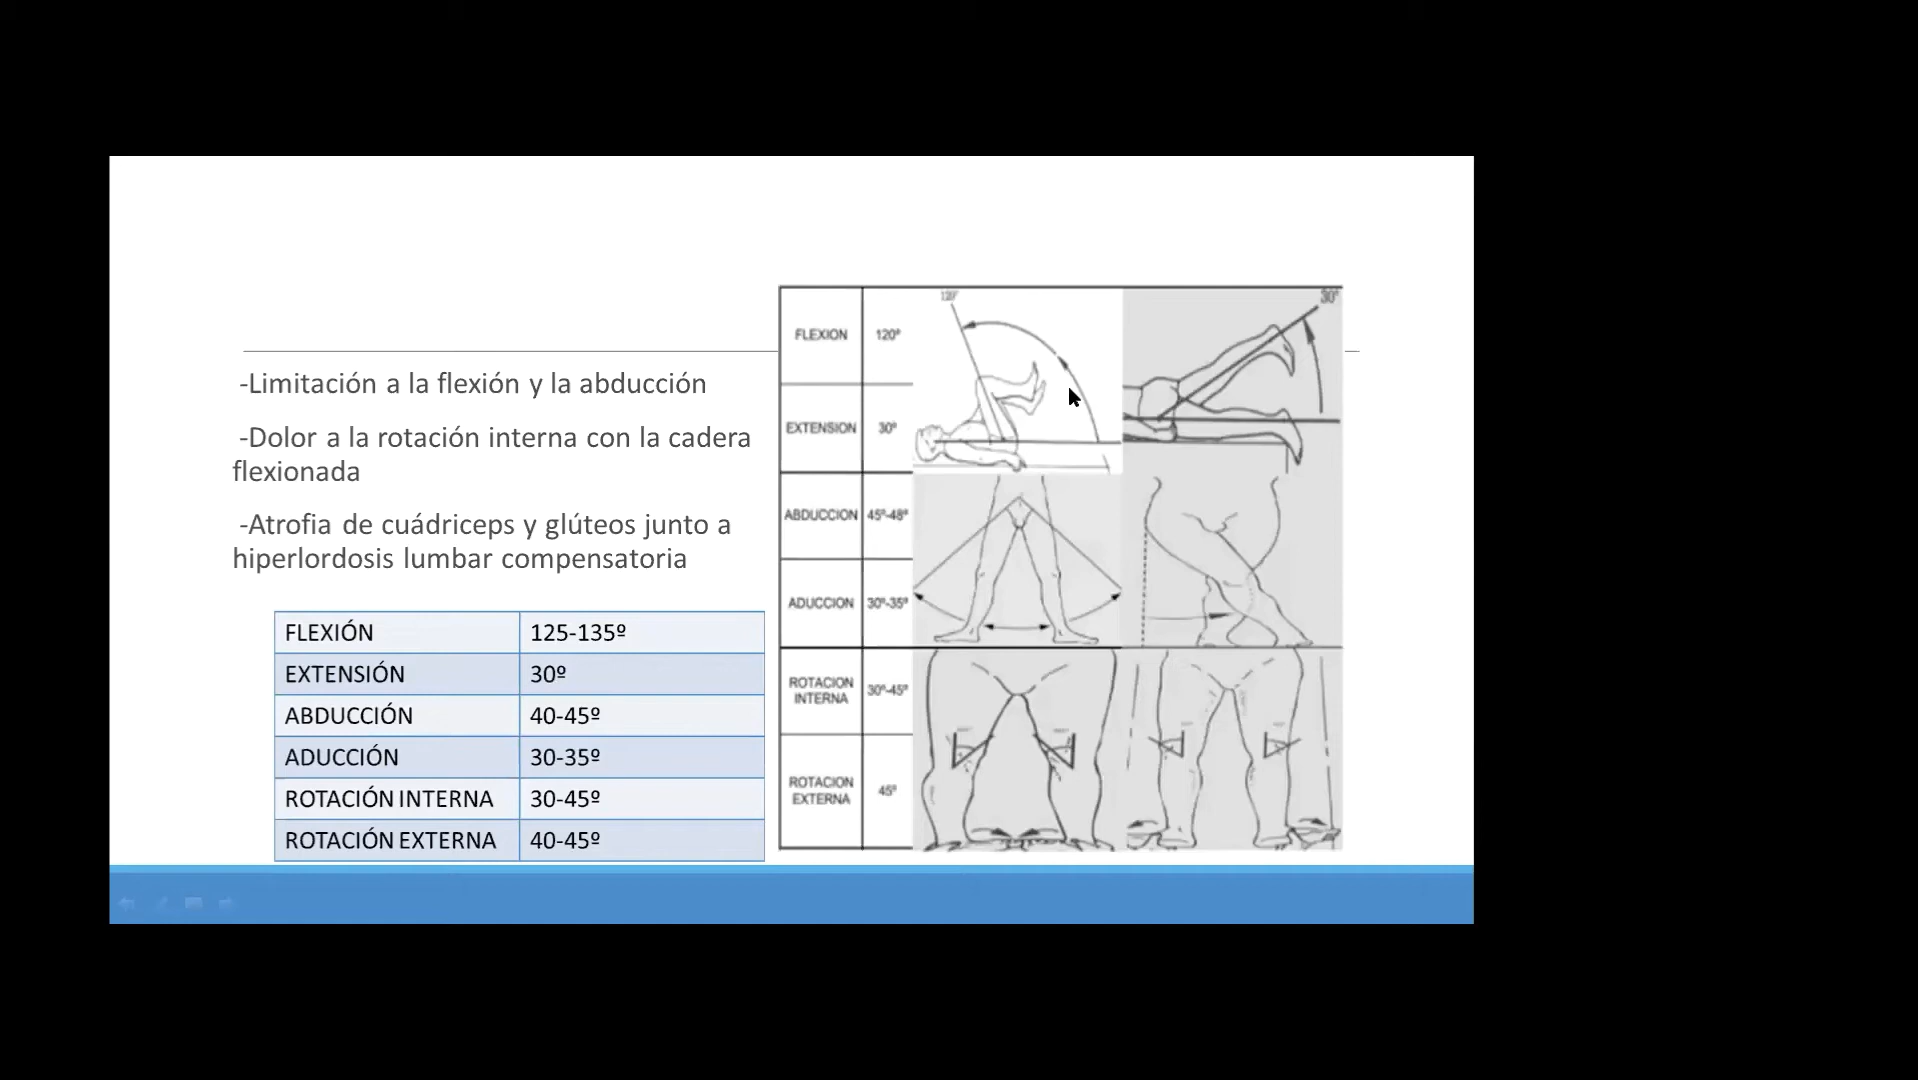 -Limitación a la flexión y la abducción
-Dolor a la rotación interna con la cadera
flexionada
-Atrofia de cuádriceps y glúteos junto a
hiperlordosis lumbar compensatoria
FLEXIÓN 125-135º
EXTENSIÓN 30º
ABDUCCIÓN 40-45º
ADUCCIÓN 30-35º
ROTACIÓN INTERNA 30-45º
ROTACIÓN EXTERNA 40-45º
FLEXION 120º
EXTENSION 30º
ABDUCCION 45º-48º
ADUCCION 30º-35º
ROTACION
INTERNA 30º-45º
ROTACION
EXTERNA 45º
120°
30°